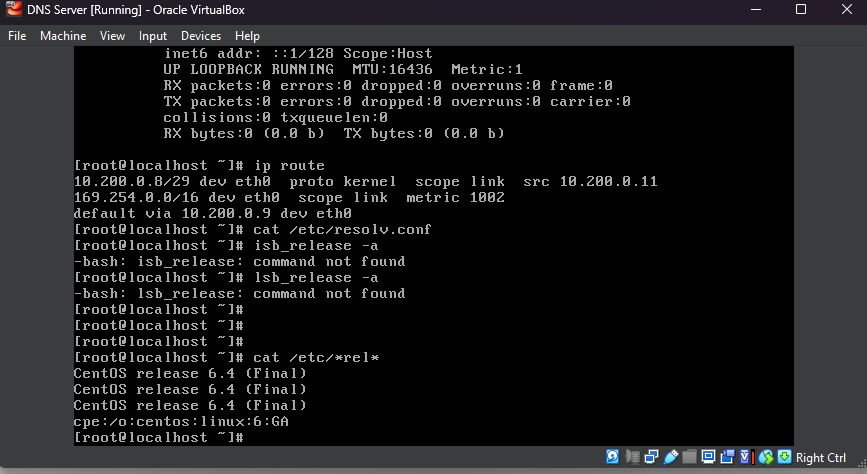 DNS Server [Running] - Oracle VirtualBox
File Machine View Input Devices Help
inet6 addr: ::1/128 Scope:Host
UP LOOPBACK RUNNING  MTU:16436  Metric:1
RX packets:0 errors:0 dropped:0 overruns:0 frame:0
TX packets:0 errors:0 dropped:0 overruns:0 carrier:0
collisions:0 txqueuelen:0
RX bytes:0 (0.0 b)  TX bytes:0 (0.0 b)
[root@localhost ~]# ip route
10.200.0.8/29 dev eth0  proto kernel  scope link  src 10.200.0.11
169.254.0.0/16 dev eth0  scope link  metric 1002
default via 10.200.0.9 dev eth0
[root@localhost ~]# cat /etc/resolv.conf
[root@localhost ~]# isb_release -a
-bash: isb_release: command not found
[root@localhost ~]# lsb_release -a
-bash: lsb_release: command not found
[root@localhost ~]#
[root@localhost ~]#
[root@localhost ~]#
[root@localhost ~]# cat /etc/*rel*
CentOS release 6.4 (Final)
CentOS release 6.4 (Final)
CentOS release 6.4 (Final)
cpe:/o:centos:linux:6:GA
[root@localhost ~]#
Right Ctrl